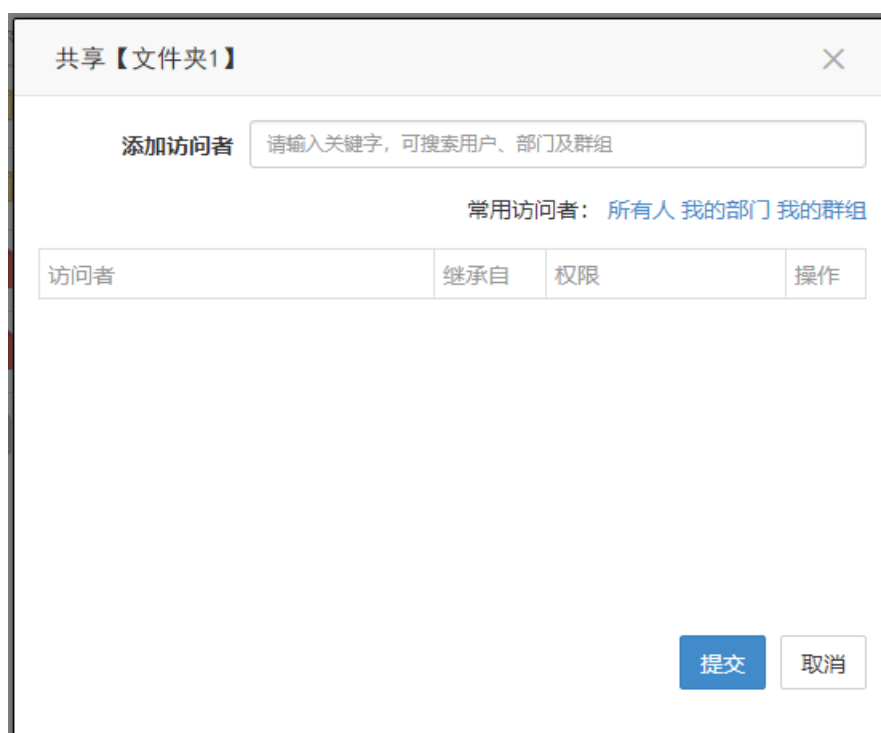 共享【文件夹1】
添加访问者 请输入关键字，可搜索用户、部门及群组
常用访问者： 所有人 我的部门 我的群组
访问者 继承自 权限 操作
提交 取消